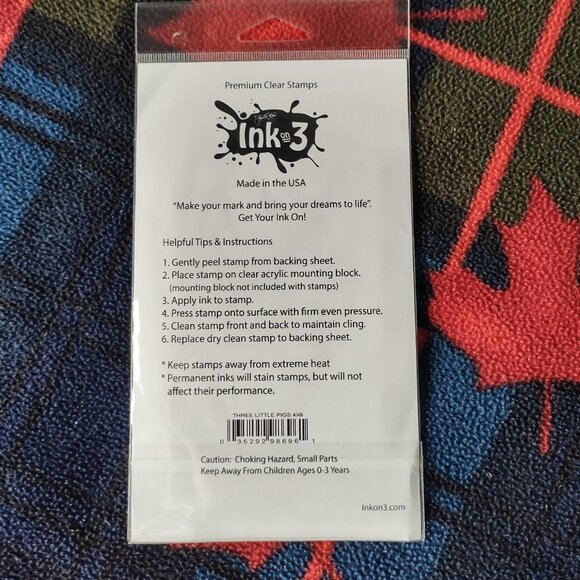 Premium Clear Stamps
Ink on 3
Made in the USA
"Make your mark and bring your dreams to life".
Get Your Ink On!
Helpful Tips & Instructions
1. Gently peel stamp from backing sheet.
2. Place stamp on clear acrylic mounting block.
(mounting block not included with stamps)
3. Apply ink to stamp.
4. Press stamp onto surface with firm even pressure.
5. Clean stamp front and back to maintain cling.
6. Replace dry clean stamp to backing sheet.
* Keep stamps away from extreme heat
* Permanent inks will stain stamps, but will not
affect their performance.
THREE LITTLE PIGS 4X6
0 35292 98696 1
Caution: Choking Hazard, Small Parts
Keep Away From Children Ages 0-3 Years
Inkon3.com